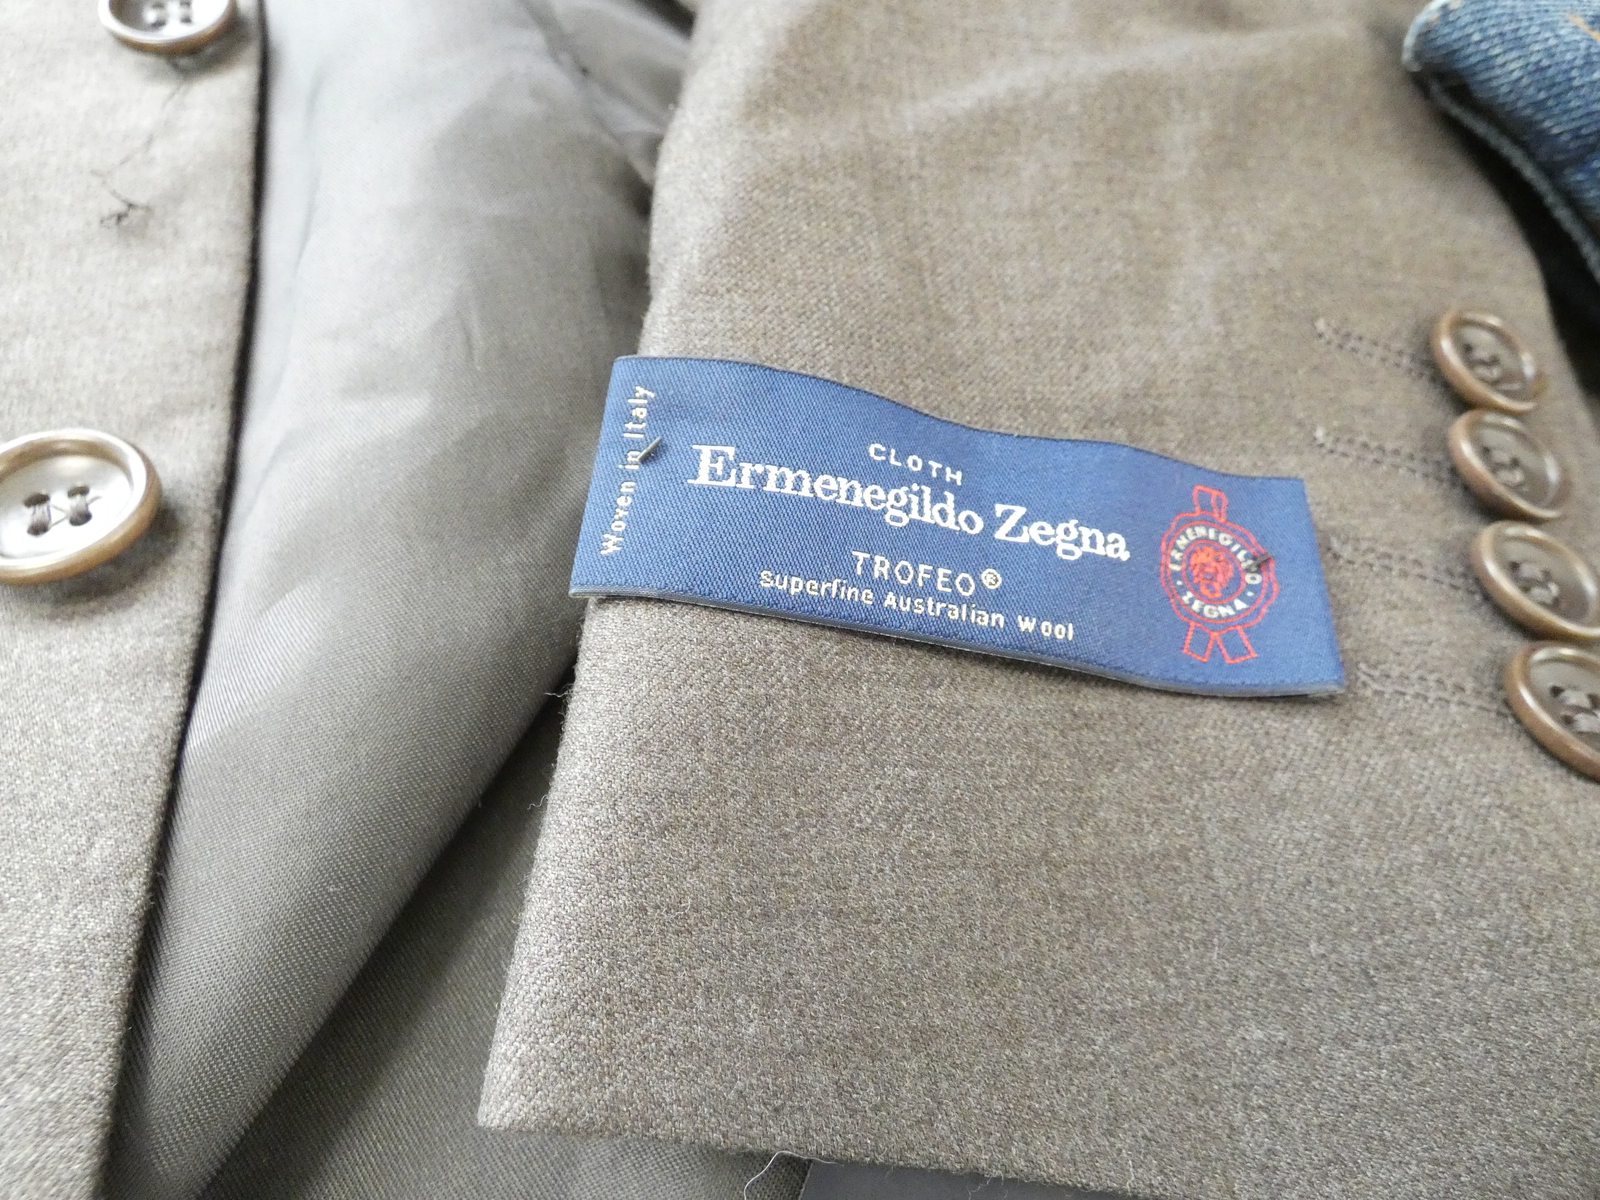 Woven in Italy
CLOTH
Ermenegildo Zegna
TROFEO®
Superfine Australian Wool
ERMENEGILDO
· ZEGNA ·